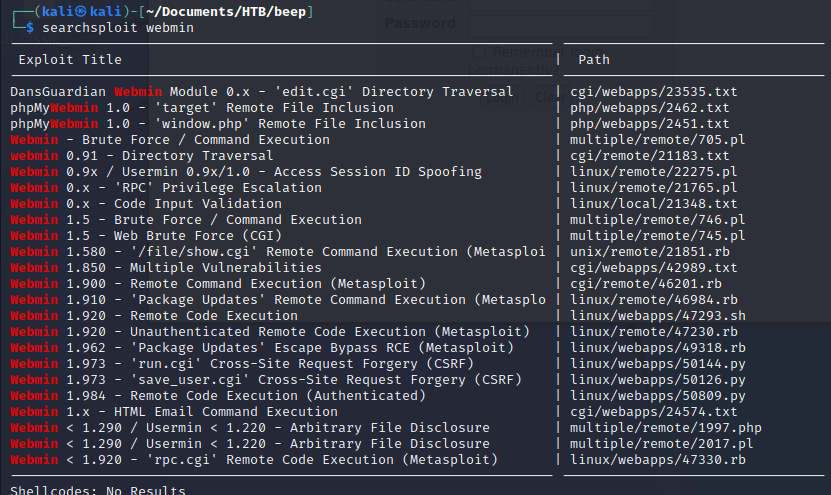 ┌──(kali㉿kali)-[~/Documents/HTB/beep]
└─$ searchsploit webmin
Exploit Title | Path
DansGuardian Webmin Module 0.x - 'edit.cgi' Directory Traversal | cgi/webapps/23535.txt
phpMyWebmin 1.0 - 'target' Remote File Inclusion | php/webapps/2462.txt
phpMyWebmin 1.0 - 'window.php' Remote File Inclusion | php/webapps/2451.txt
Webmin - Brute Force / Command Execution | multiple/remote/705.pl
webmin 0.91 - Directory Traversal | cgi/remote/21183.txt
Webmin 0.9x / Usermin 0.9x/1.0 - Access Session ID Spoofing | linux/remote/22275.pl
Webmin 0.x - 'RPC' Privilege Escalation | linux/remote/21765.pl
Webmin 0.x - Code Input Validation | linux/local/21348.txt
Webmin 1.5 - Brute Force / Command Execution | multiple/remote/746.pl
Webmin 1.5 - Web Brute Force (CGI) | multiple/remote/745.pl
Webmin 1.580 - '/file/show.cgi' Remote Command Execution (Metasploi | unix/remote/21851.rb
Webmin 1.850 - Multiple Vulnerabilities | cgi/webapps/42989.txt
Webmin 1.900 - Remote Command Execution (Metasploit) | cgi/remote/46201.rb
Webmin 1.910 - 'Package Updates' Remote Command Execution (Metasplo | linux/remote/46984.rb
Webmin 1.920 - Remote Code Execution | linux/webapps/47293.sh
Webmin 1.920 - Unauthenticated Remote Code Execution (Metasploit) | linux/remote/47230.rb
Webmin 1.962 - 'Package Updates' Escape Bypass RCE (Metasploit) | linux/webapps/49318.rb
Webmin 1.973 - 'run.cgi' Cross-Site Request Forgery (CSRF) | linux/webapps/50144.py
Webmin 1.973 - 'save_user.cgi' Cross-Site Request Forgery (CSRF) | linux/webapps/50126.py
Webmin 1.984 - Remote Code Execution (Authenticated) | linux/webapps/50809.py
Webmin 1.x - HTML Email Command Execution | cgi/webapps/24574.txt
Webmin < 1.290 / Usermin < 1.220 - Arbitrary File Disclosure | multiple/remote/1997.php
Webmin < 1.290 / Usermin < 1.220 - Arbitrary File Disclosure | multiple/remote/2017.pl
Webmin < 1.920 - 'rpc.cgi' Remote Code Execution (Metasploit) | linux/webapps/47330.rb
Shellcodes: No Results
Password